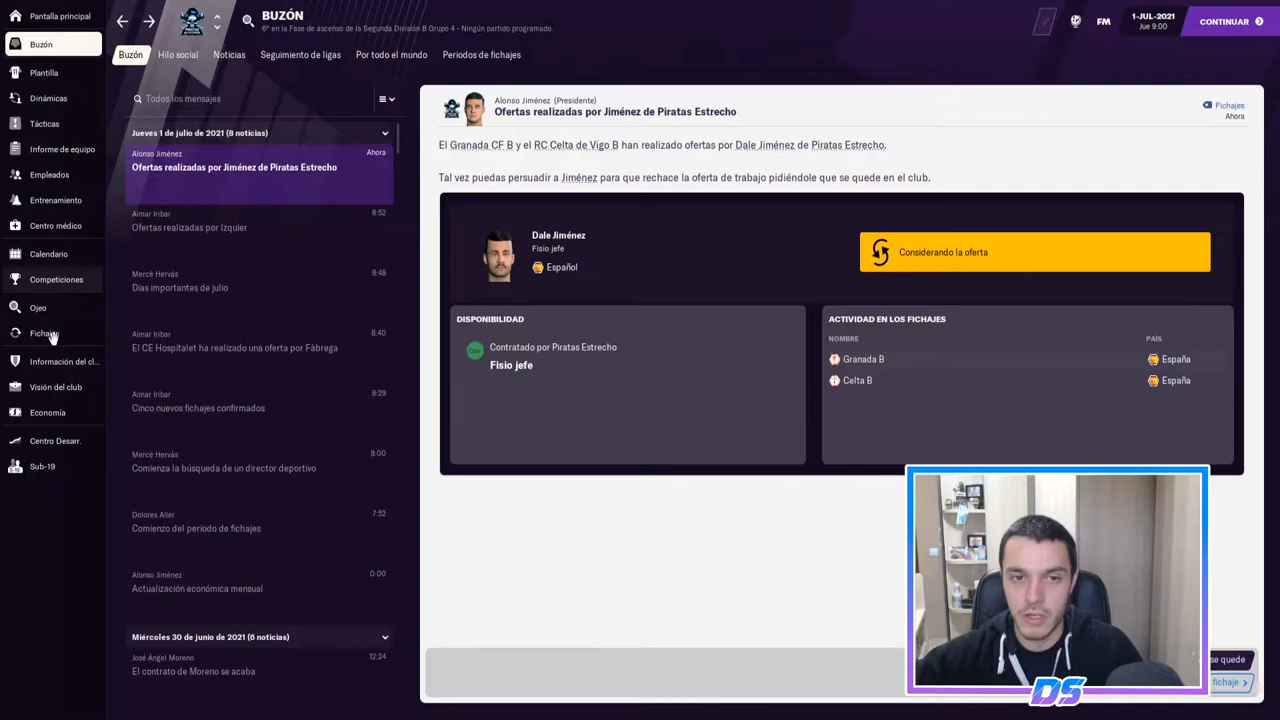 Pantalla principal
Buzón
Plantilla
Dinámicas
Tácticas
Informe de equipo
Empleados
Entrenamiento
Centro médico
Calendario
Competiciones
Ojeo
Fichajes
Información del cl...
Visión del club
Economía
Centro Desarr.
Sub-19
BUZÓN
6º en la Fase de ascenso de la Segunda División B Grupo 4 - Ningún partido programado.
FM
1-JUL-2021
Jue 9:00
CONTINUAR
Buzón
Hilo social
Noticias
Seguimiento de ligas
Por todo el mundo
Periodos de fichajes
Todos los mensajes
Jueves 1 de julio de 2021 (8 noticias)
Alonso Jiménez
Ahora
Ofertas realizadas por Jiménez de Piratas Estrecho
Aimar Iribar
8:52
Ofertas realizadas por Izquier
Mercè Hervás
8:48
Días importantes de julio
Aimar Iribar
8:40
El CE Hospitalet ha realizado una oferta por Fàbrega
Aimar Iribar
8:29
Cinco nuevos fichajes confirmados
Mercè Hervás
8:00
Comienza la búsqueda de un director deportivo
Dolores Aller
7:52
Comienzo del periodo de fichajes
Alonso Jiménez
0:00
Actualización económica mensual
Miércoles 30 de junio de 2021 (6 noticias)
José Ángel Moreno
12:24
El contrato de Moreno se acaba
Alonso Jiménez (Presidente)
Ofertas realizadas por Jiménez de Piratas Estrecho
Fichajes
Ahora
El Granada CF B y el RC Celta de Vigo B han realizado ofertas por Dale Jiménez de Piratas Estrecho.
Tal vez puedas persuadir a Jiménez para que rechace la oferta de trabajo pidiéndole que se quede en el club.
Dale Jiménez
Fisio jefe
Español
Considerando la oferta
DISPONIBILIDAD
Contratado por Piratas Estrecho
Fisio jefe
ACTIVIDAD EN LOS FICHAJES
NOMBRE
PAÍS
Granada B
España
Celta B
España
se quede
fichaje
DS